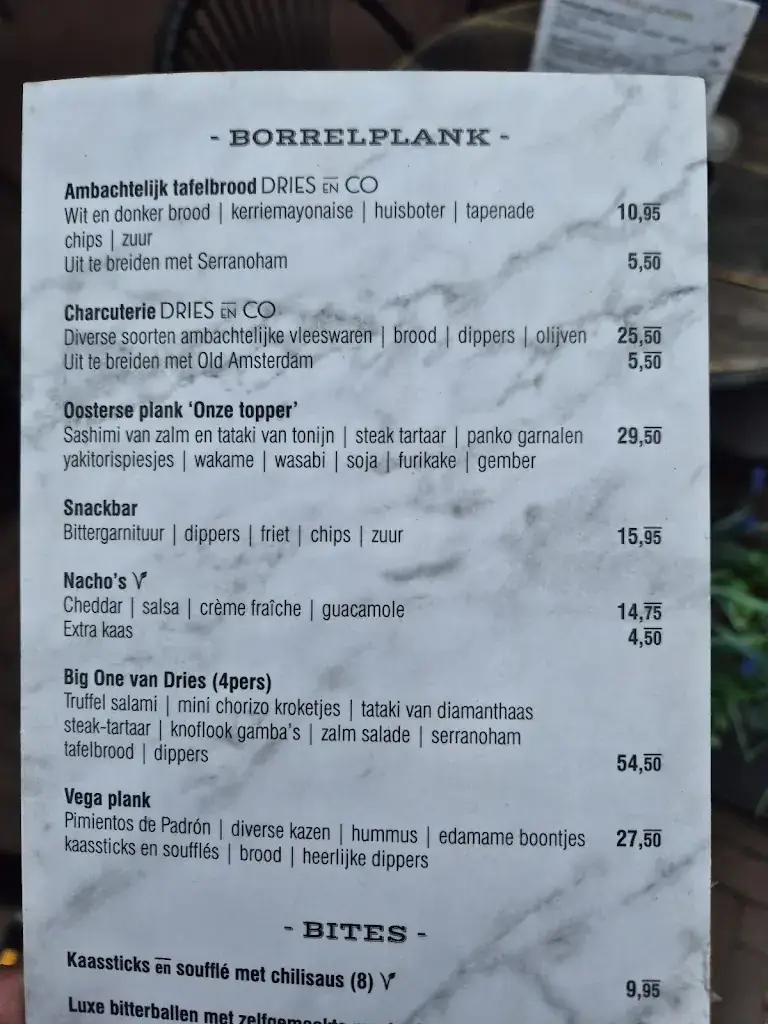 - BORRELPLANK -
Ambachtelijk tafelbrood DRIES EN CO
Wit en donker brood | kerriemayonaise | huisboter | tapenade 10,95
chips | zuur
Uit te breiden met Serranoham 5,50
Charcuterie DRIES EN CO
Diverse soorten ambachtelijke vleeswaren | brood | dippers | olijven 25,50
Uit te breiden met Old Amsterdam 5,50
Oosterse plank ‘Onze topper’
Sashimi van zalm en tataki van tonijn | steak tartaar | panko garnalen 29,50
yakitorispiesjes | wakame | wasabi | soja | furikake | gember
Snackbar
Bittergarnituur | dippers | friet | chips | zuur 15,95
Nacho's V
Cheddar | salsa | crème fraîche | guacamole 14,75
Extra kaas 4,50
Big One van Dries (4pers)
Truffel salami | mini chorizo kroketjes | tataki van diamanthaas
steak-tartaar | knoflook gamba's | zalm salade | serranoham
tafelbrood | dippers 54,50
Vega plank
Pimientos de Padrón | diverse kazen | hummus | edamame boontjes 27,50
kaassticks en soufflés | brood | heerlijke dippers
- BITES -
Kaassticks en soufflé met chilisaus (8) V 9,95
Luxe bitterballen met